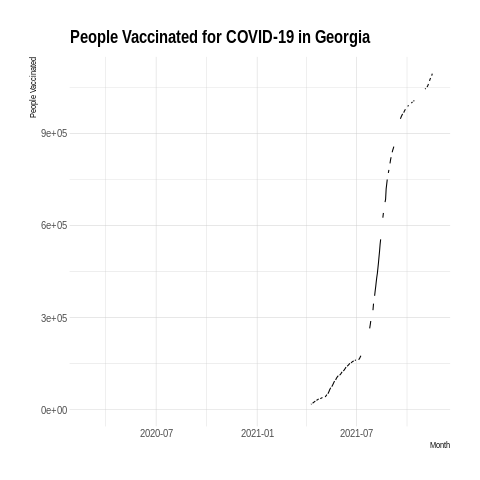 People Vaccinated for COVID-19 in Georgia
People Vaccinated
9e+05
6e+05
3e+05
0e+00
2020-07 2021-01 2021-07
Month